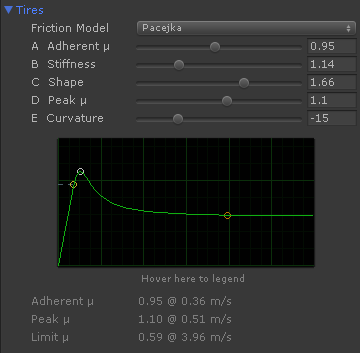 Tires
Friction Model Pacejka
A Adherent µ 0.95
B Stiffness 1.14
C Shape 1.66
D Peak µ 1.1
E Curvature -15
Hover here to legend
Adherent µ 0.95 @ 0.36 m/s
Peak µ 1.10 @ 0.51 m/s
Limit µ 0.59 @ 3.96 m/s